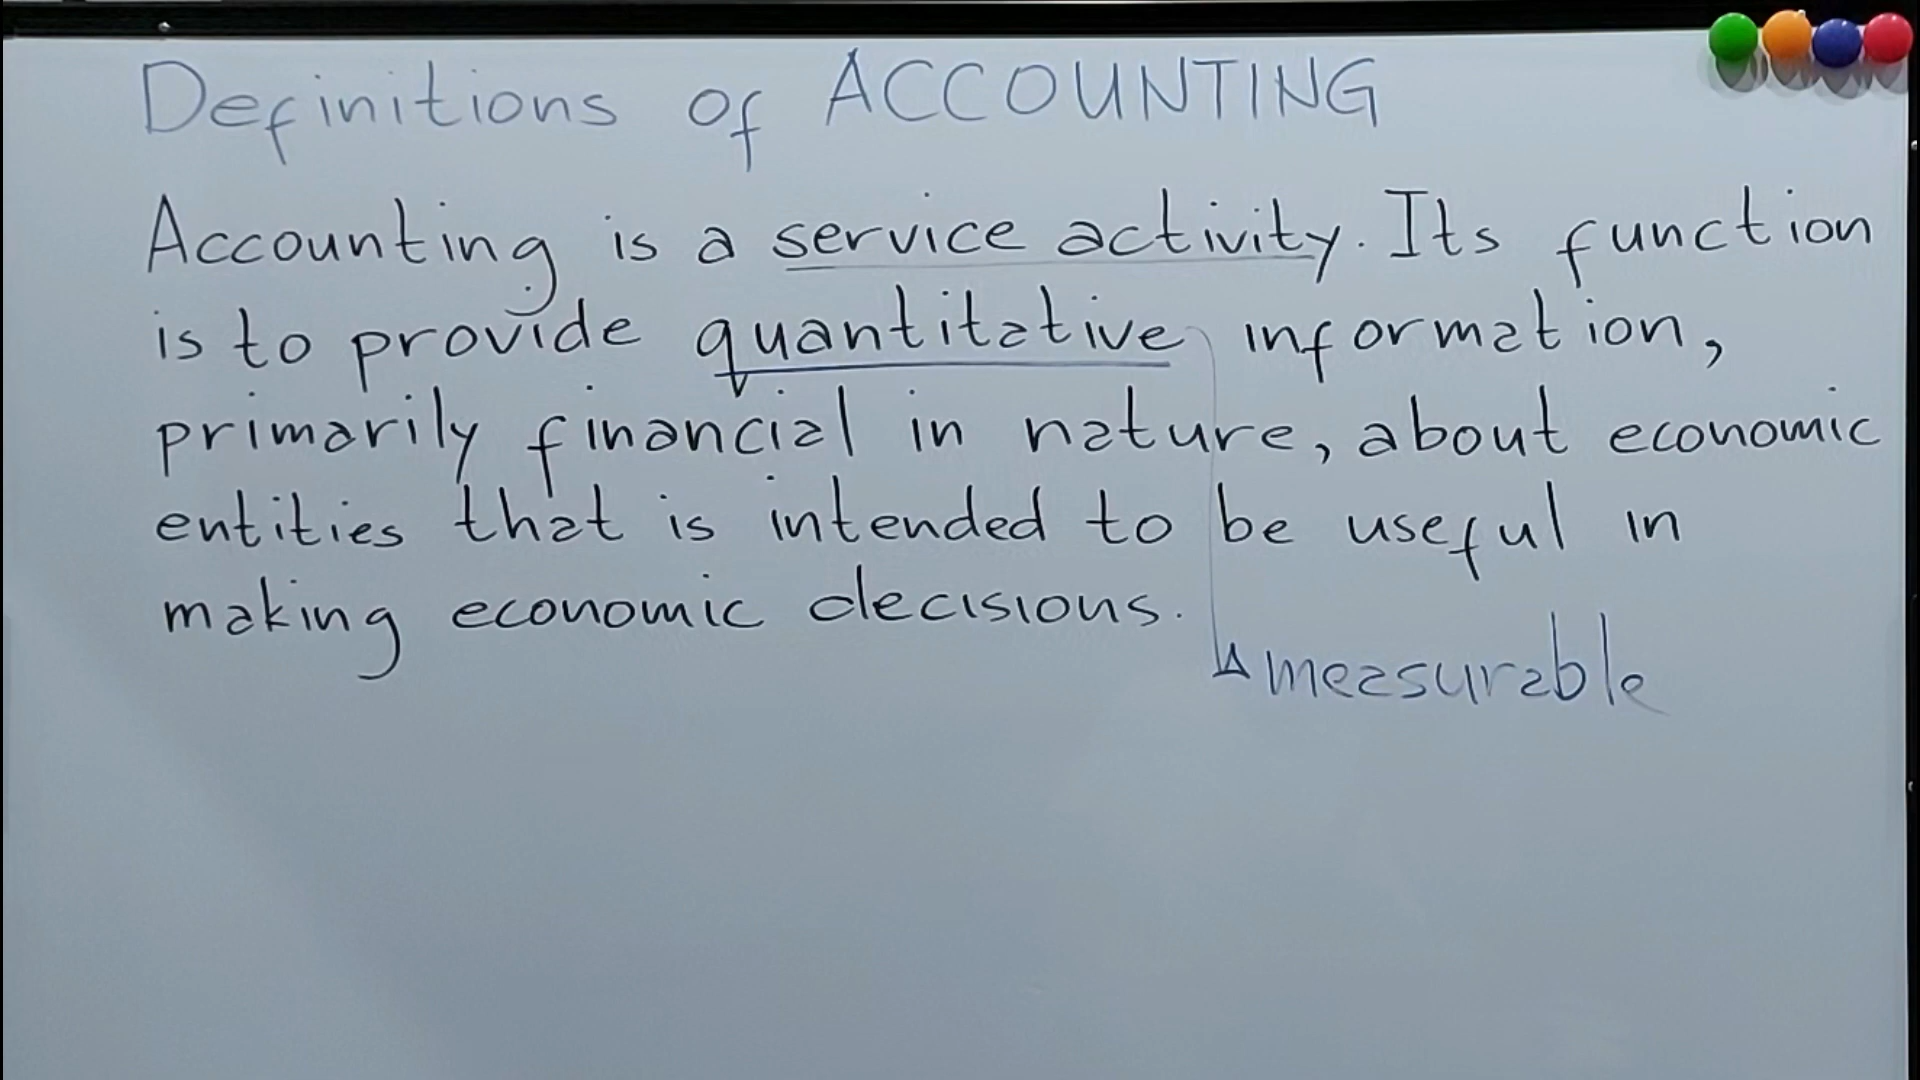 Definitions of ACCOUNTING
Accounting is a service activity. Its function
is to provide quantitative information,
primarily financial in nature, about economic
entities that is intended to be useful in
making economic decisions.
measurable